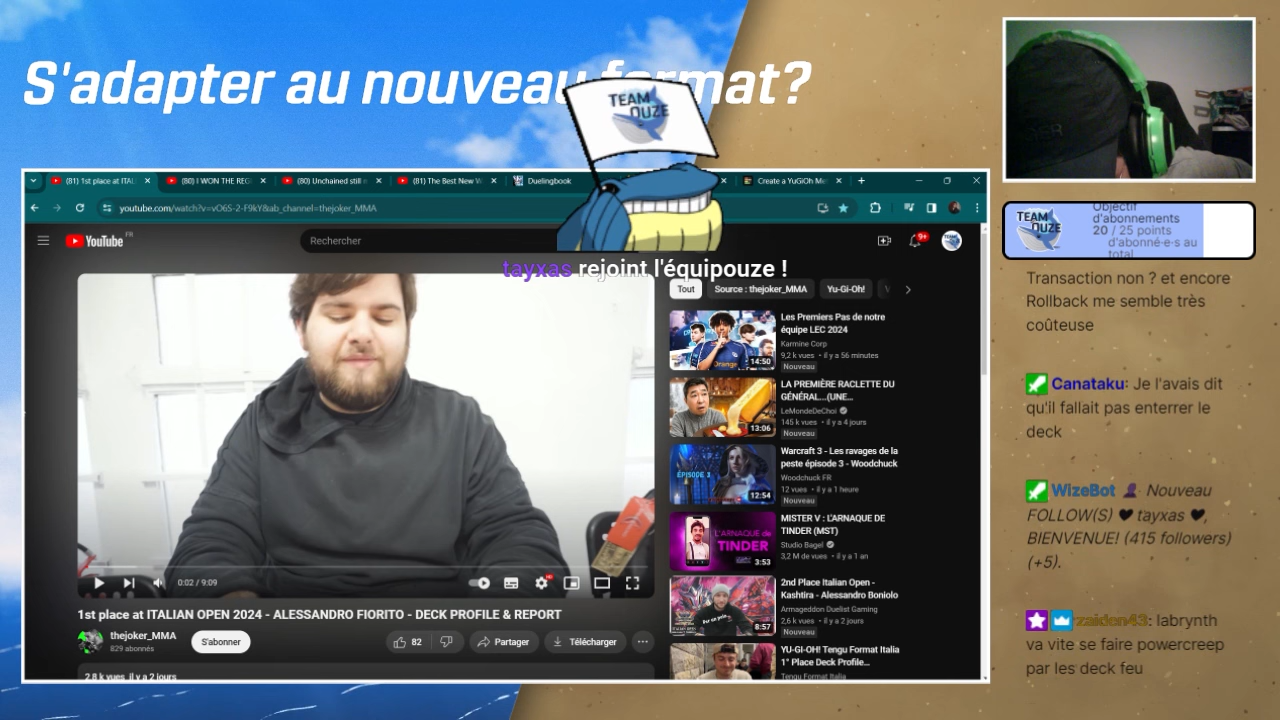 S'adapter au nouveau format?
TEAM
OUZE
(81) 1st place at ITAL
(80) I WON THE REG
(80) Unchained still
(81) The Best New W
Duelingbook
Create a YuGiOh Me
youtube.com/watch?v=vO6S-2-F9kY&ab_channel=thejoker_MMA
YouTube FR
Rechercher
9+
tayxas rejoint l'équipouze !
Tout
Source : thejoker_MMA
Yu-Gi-Oh!
Les Premiers Pas de notre
équipe LEC 2024
Karmine Corp
9,2 k vues • il y a 56 minutes
Nouveau
Orange
14:50
LA PREMIÈRE RACLETTE DU
GÉNÉRAL...(UNE...
LeMondeDeChoi
145 k vues • il y a 4 jours
Nouveau
13:06
Warcraft 3 - Les ravages de la
peste épisode 3 - Woodchuck
Woodchuck FR
12 vues • il y a 1 heure
Nouveau
ÉPISODE 3
12:54
MISTER V : L'ARNAQUE DE
TINDER (MST)
Studio Bagel
3,2 M de vues • il y a 1 an
L'ARNAQUE de
TINDER
3:53
2nd Place Italian Open -
Kashtira - Alessandro Boniolo
Armageddon Duelist Gaming
2,6 k vues • il y a 2 jours
Nouveau
8:57
YU-GI-OH! Tengu Format Italia
1° Place Deck Profile...
Tengu Format Italia
0:02 / 9:09
1st place at ITALIAN OPEN 2024 - ALESSANDRO FIORITO - DECK PROFILE & REPORT
thejoker_MMA
829 abonnés
S'abonner
82
Partager
Télécharger
2,8 k vues il y a 2 jours
TEAM
OUZE
Objectif
d'abonnements
20 / 25 points
d'abonné·e·s au
total
Transaction non ? et encore
Rollback me semble très
coûteuse
Canataku: Je l'avais dit
qu'il fallait pas enterrer le
deck
WizeBot Nouveau
FOLLOW(S) ♥ tayxas ♥,
BIENVENUE! (415 followers)
(+5).
zaidon43: labrynth
va vite se faire powercreep
par les deck feu